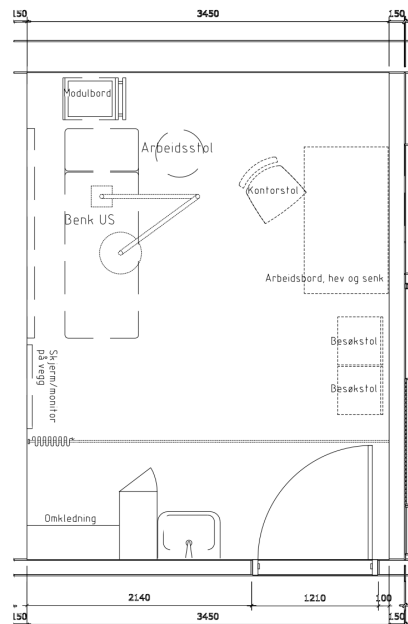 150 3450 150
Modulbord
Arbeidsstol
Kontorstol
Benk US
Arbeidsbord, hev og senk
Besøkstol
Skjerm/monitor
på vegg
Besøkstol
Omkledning
2140 1210 100
150 3450 150